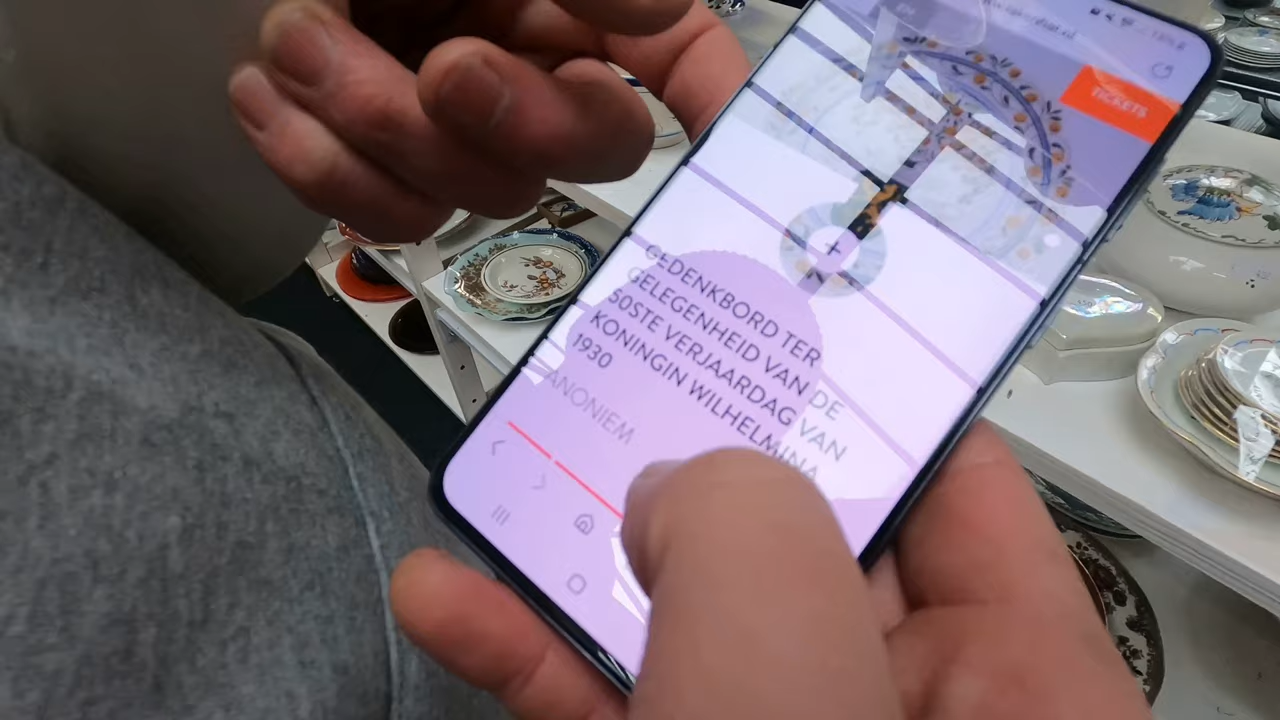 TICKETS
GEDENKBORD TER
GELEGENHEID VAN DE
50STE VERJAARDAG VAN
KONINGIN WILHELMINA
1930
ANONIEM